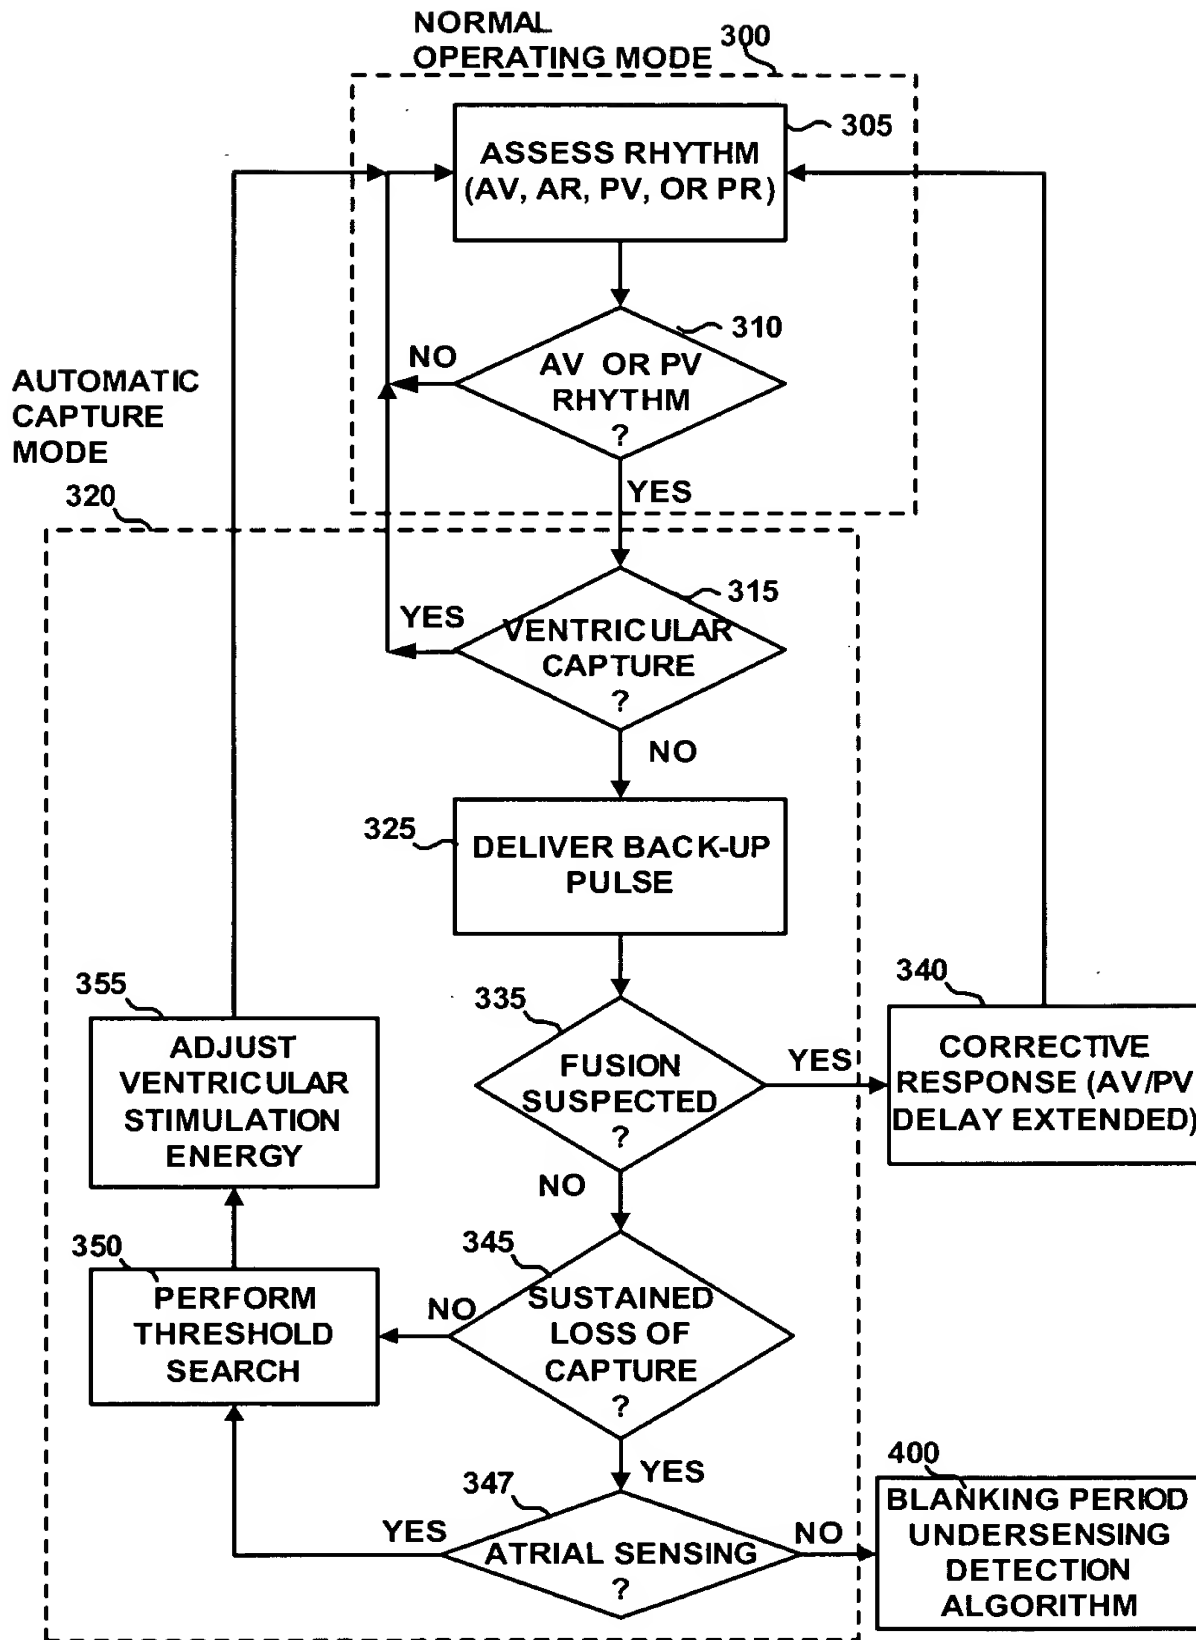 NORMAL
OPERATING MODE
300
305
ASSESS RHYTHM
(AV, AR, PV, OR PR)
310
AV OR PV
RHYTHM
?
NO
YES
AUTOMATIC
CAPTURE
MODE
320
315
VENTRICULAR
CAPTURE
?
YES
NO
325
DELIVER BACK-UP
PULSE
335
FUSION
SUSPECTED
?
YES
NO
340
CORRECTIVE
RESPONSE (AV/PV
DELAY EXTENDED)
355
ADJUST
VENTRICULAR
STIMULATION
ENERGY
345
SUSTAINED
LOSS OF
CAPTURE
?
NO
YES
350
PERFORM
THRESHOLD
SEARCH
347
ATRIAL SENSING
?
YES
NO
400
BLANKING PERIOD
UNDERSENSING
DETECTION
ALGORITHM